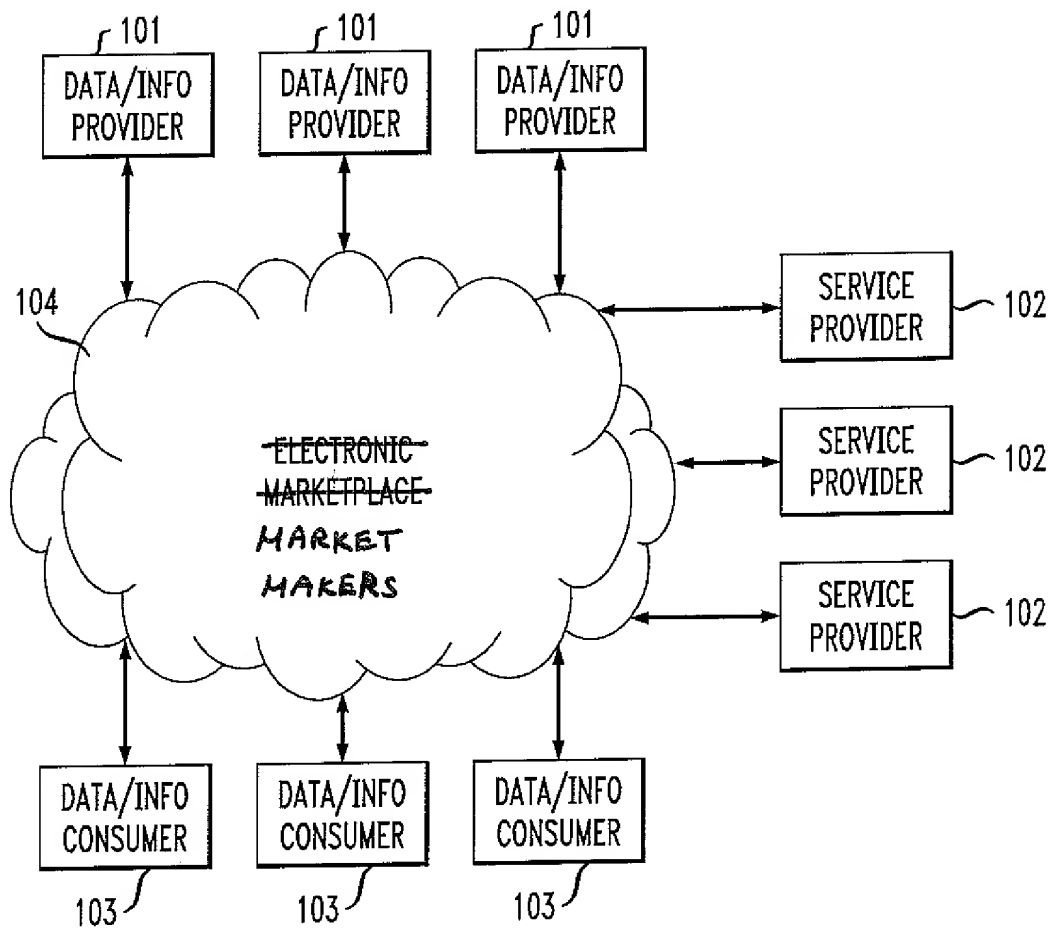 101
101
101
DATA/INFO
PROVIDER
DATA/INFO
PROVIDER
DATA/INFO
PROVIDER
104
SERVICE
PROVIDER
102
ELECTRONIC
MARKETPLACE
MARKET
MAKERS
SERVICE
PROVIDER
102
SERVICE
PROVIDER
102
DATA/INFO
CONSUMER
DATA/INFO
CONSUMER
DATA/INFO
CONSUMER
103
103
103